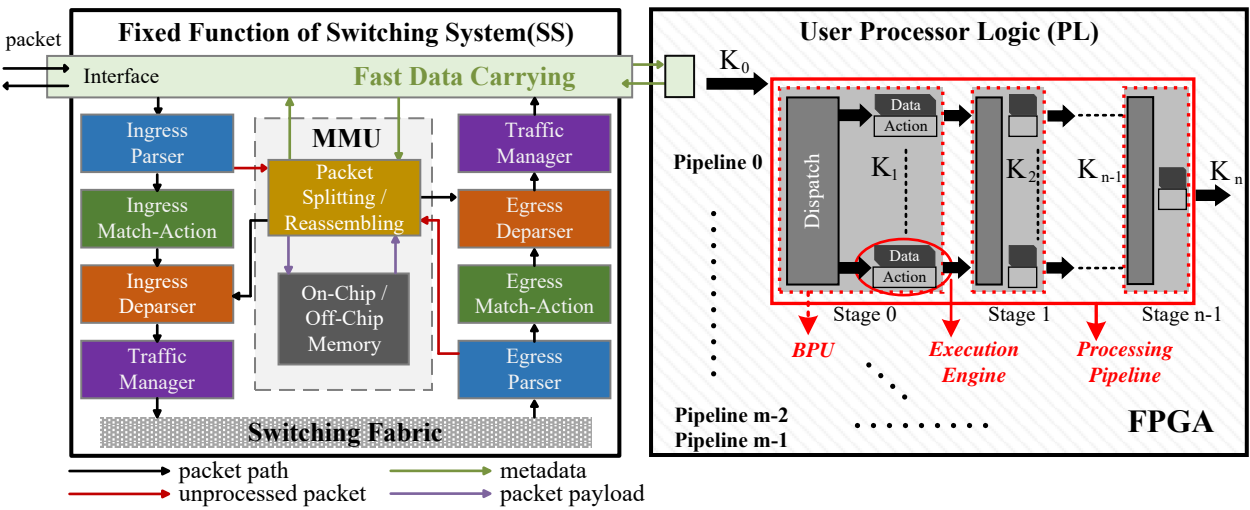 packet
Fixed Function of Switching System(SS)
Interface
Fast Data Carrying
Ingress
Parser
Ingress
Match-Action
Ingress
Deparser
Traffic
Manager
MMU
Packet
Splitting /
Reassembling
On-Chip /
Off-Chip
Memory
Traffic
Manager
Egress
Deparser
Egress
Match-Action
Egress
Parser
Switching Fabric
packet path
unprocessed packet
metadata
packet payload
User Processor Logic (PL)
K0
Pipeline 0
Dispatch
Data
Action
K1
Data
Action
K2
Kn-1
Kn
Stage 0
Stage 1
Stage n-1
BPU
Execution
Engine
Processing
Pipeline
Pipeline m-2
Pipeline m-1
FPGA